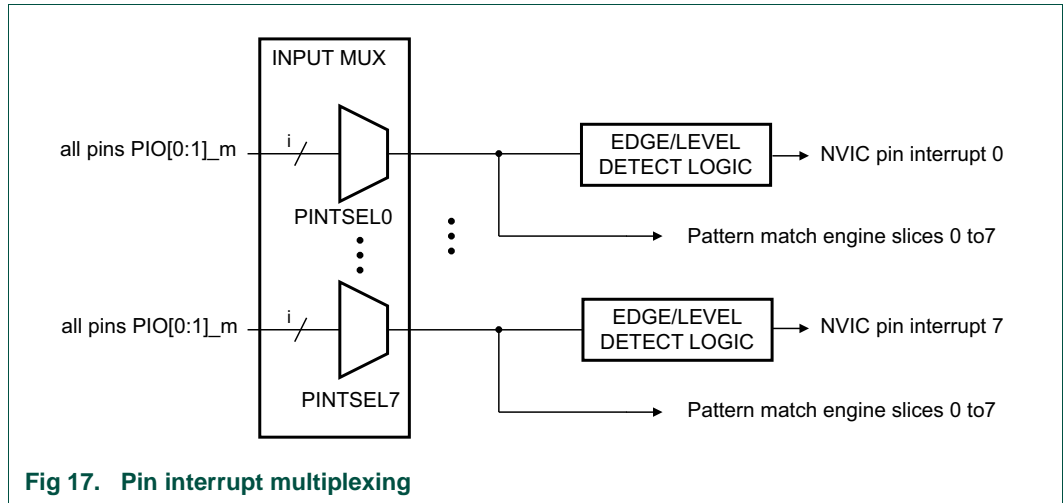 INPUT MUX
all pins PIO[0:1]_m
i
PINTSEL0
EDGE/LEVEL
DETECT LOGIC
NVIC pin interrupt 0
Pattern match engine slices 0 to7
all pins PIO[0:1]_m
i
PINTSEL7
EDGE/LEVEL
DETECT LOGIC
NVIC pin interrupt 7
Pattern match engine slices 0 to7
Fig 17. Pin interrupt multiplexing